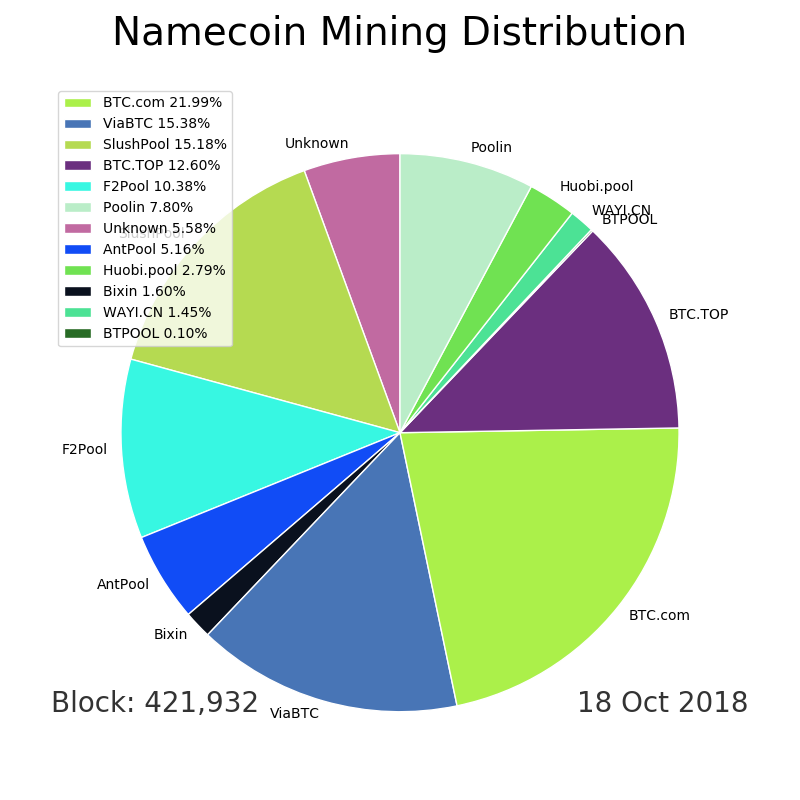 Namecoin Mining Distribution
BTC.com 21.99%
ViaBTC 15.38%
SlushPool 15.18%
BTC.TOP 12.60%
F2Pool 10.38%
Poolin 7.80%
Unknown 5.58%
AntPool 5.16%
Huobi.pool 2.79%
Bixin 1.60%
WAYI.CN 1.45%
BTPOOL 0.10%
Unknown
Poolin
Huobi.pool
WAYI.CN
BTPOOL
SlushPool
BTC.TOP
F2Pool
AntPool
BTC.com
Bixin
ViaBTC
Block: 421,932
18 Oct 2018